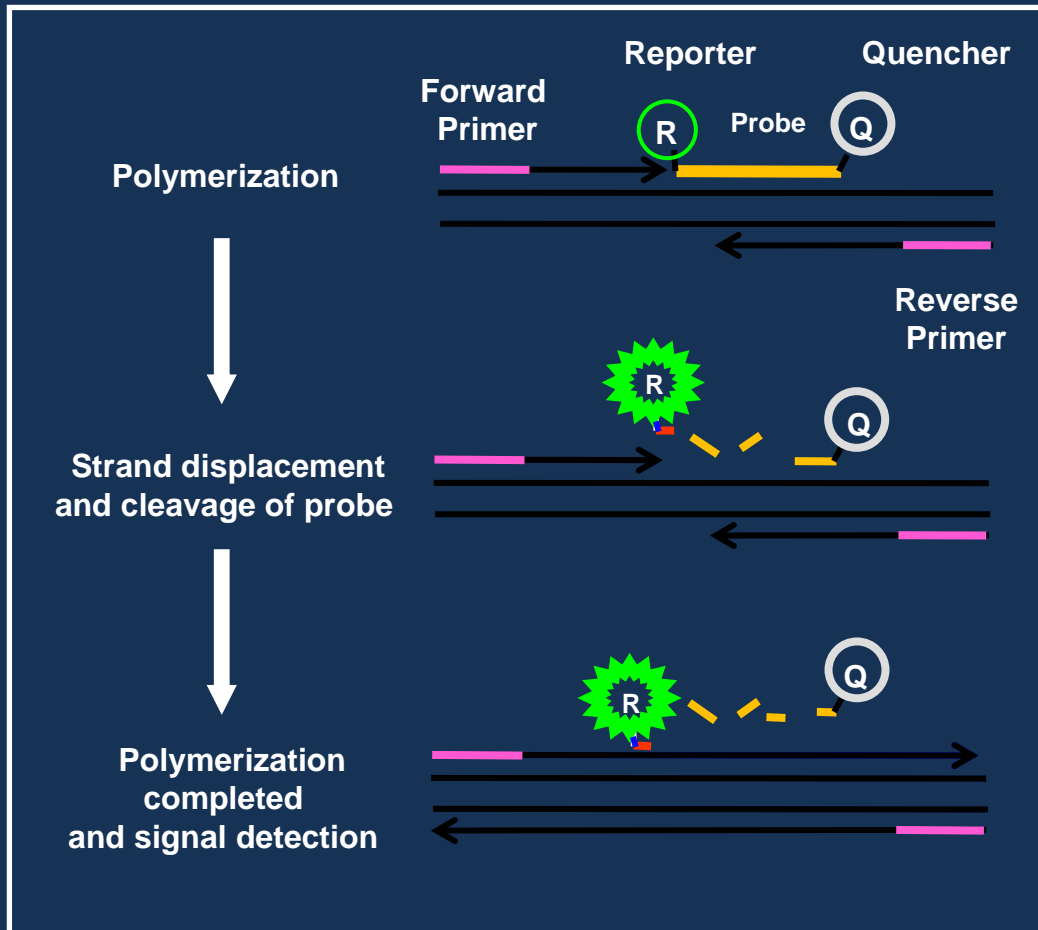 Reporter
Quencher
Forward
Primer
R
Probe
Q
Polymerization
Reverse
Primer
R
Q
Strand displacement
and cleavage of probe
R
Q
Polymerization
completed
and signal detection